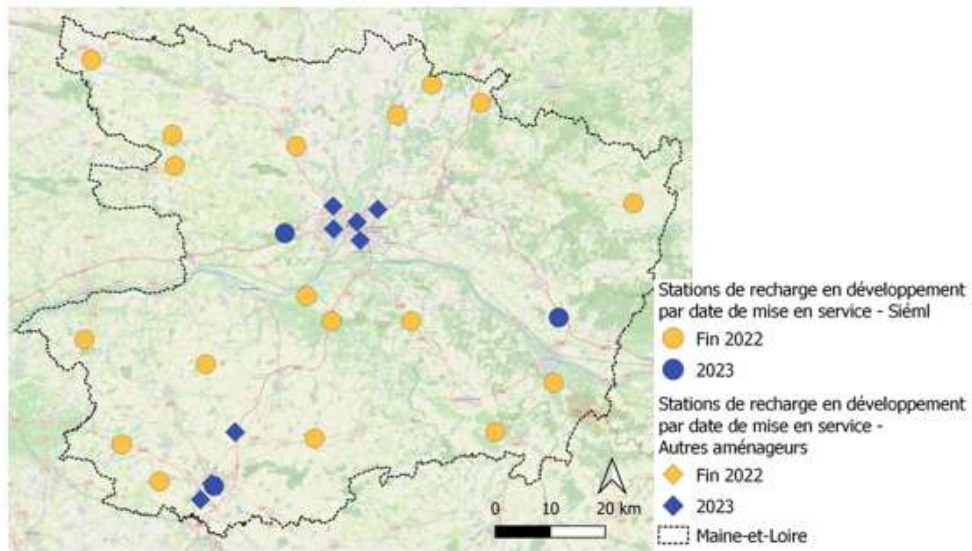 Stations de recharge en développement
par date de mise en service - Siéml
Fin 2022
2023
Stations de recharge en développement
par date de mise en service -
Autres aménageurs
Fin 2022
2023
Maine-et-Loire
0 10 20 km